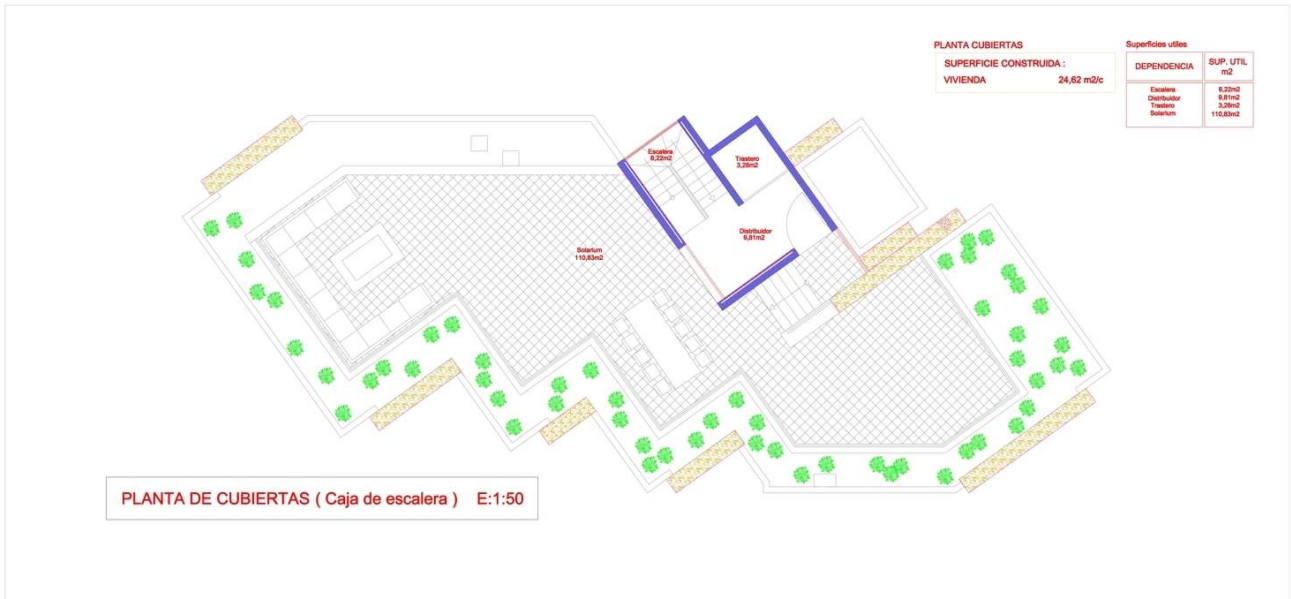 PLANTA CUBIERTAS
SUPERFICIE CONSTRUIDA :
VIVIENDA 24,62 m2/c
Superficies utiles
DEPENDENCIA SUP. UTIL
m2
Escalera 6,22m2
Distribuidor 9,81m2
Trastero 3,28m2
Solarium 110,83m2
Escalera
6,22m2
Trastero
3,28m2
Distribuidor
9,81m2
Solarium
110,83m2
PLANTA DE CUBIERTAS ( Caja de escalera ) E:1:50